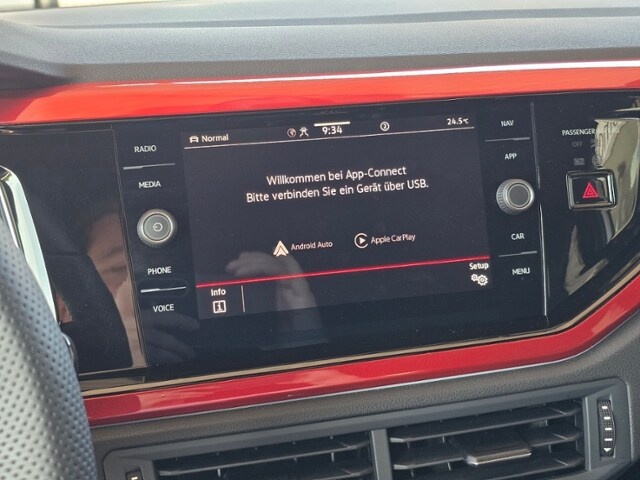 RADIO
MEDIA
PHONE
VOICE
Normal
9:34
24.5°C
Willkommen bei App-Connect
Bitte verbinden Sie ein Gerät über USB.
Android Auto
Apple CarPlay
Info
Setup
NAV
APP
CAR
MENU
PASSENGER
OFF